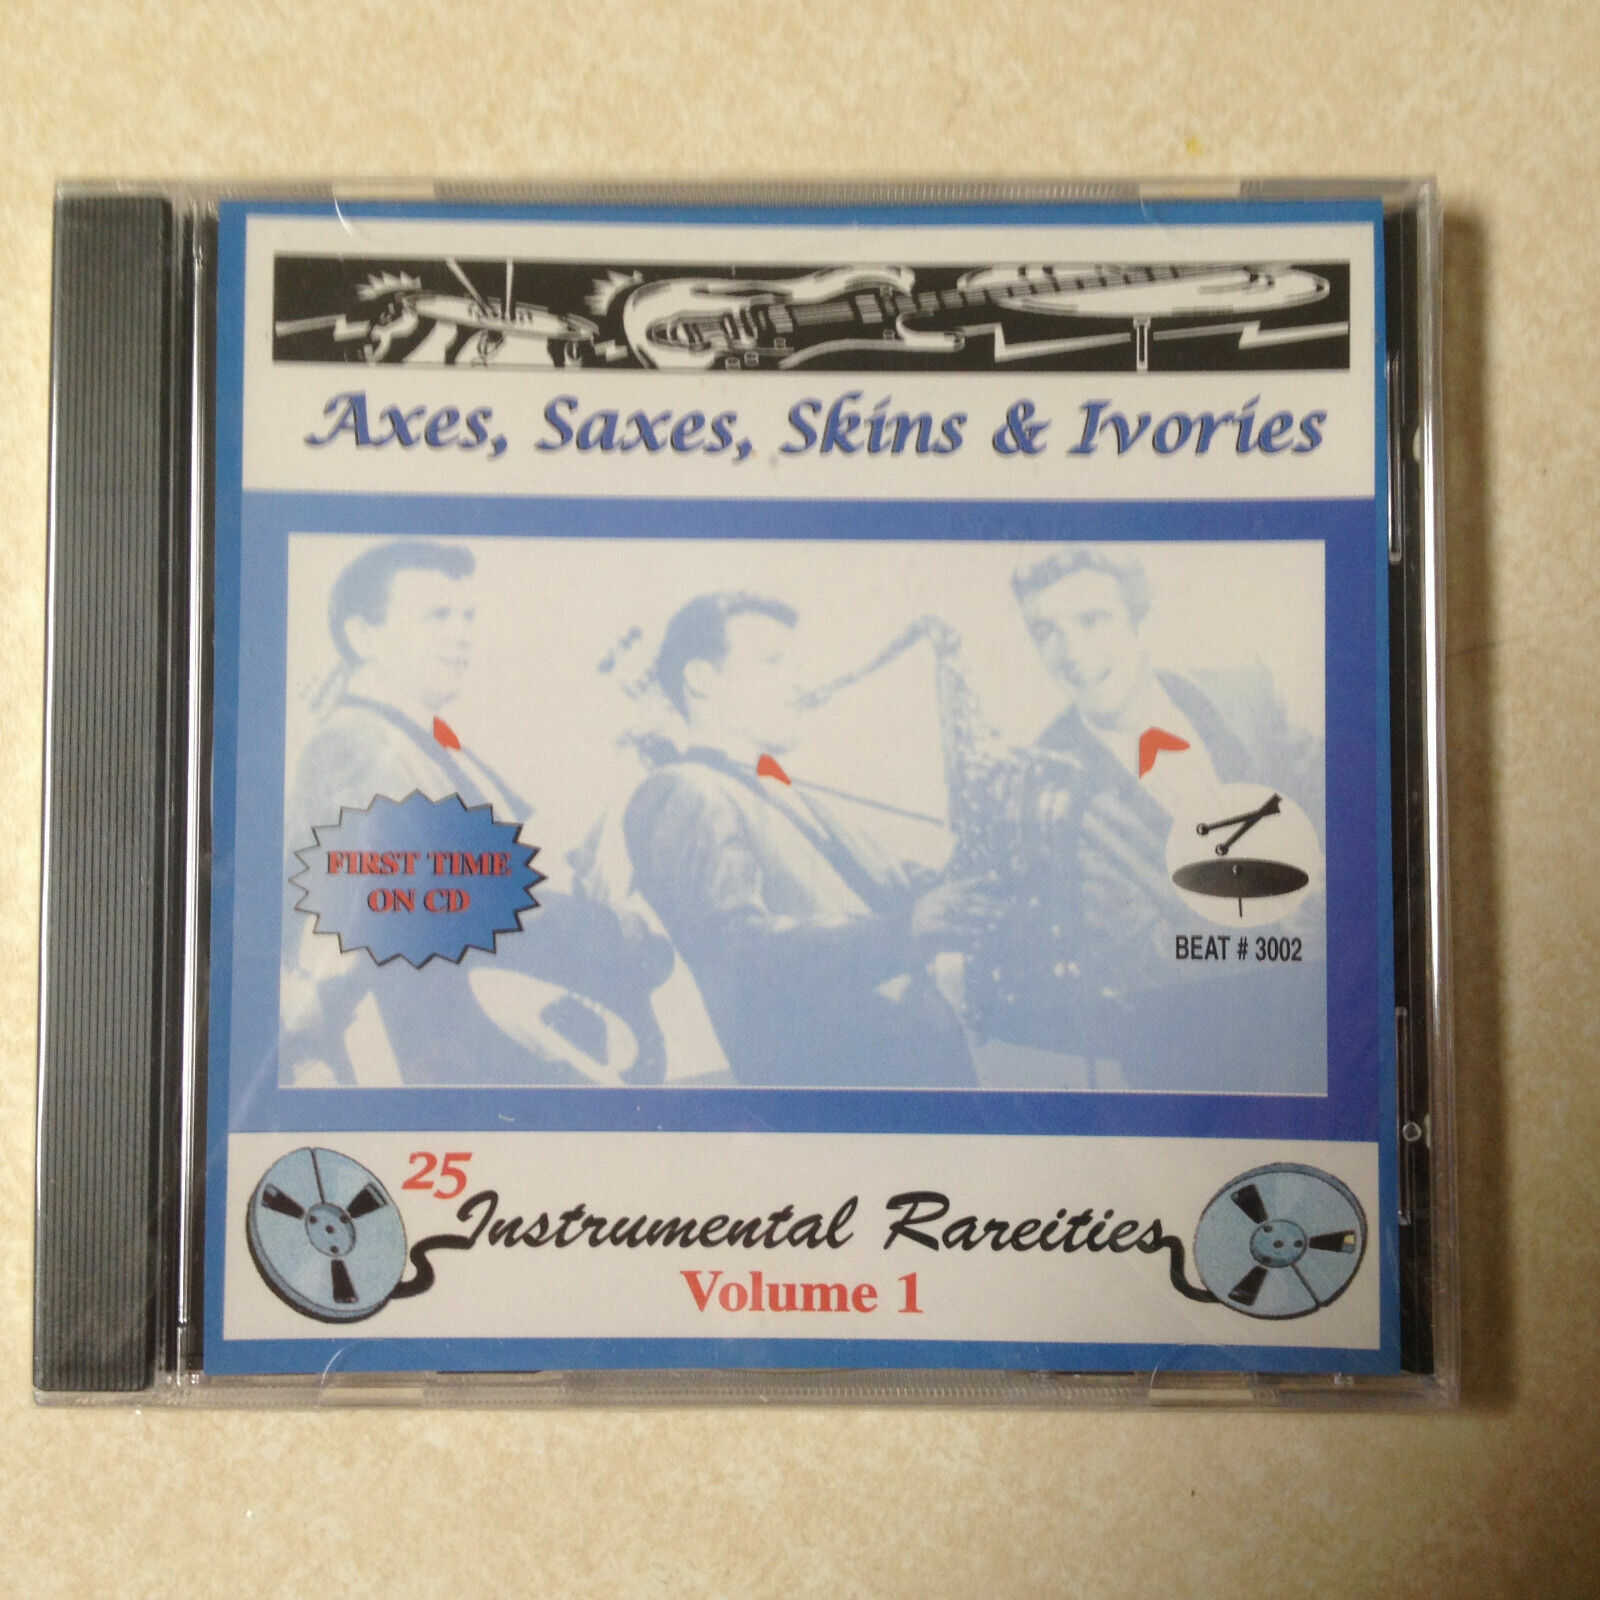 Axes, Saxes, Skins & Ivories
FIRST TIME
ON CD
BEAT # 3002
25
Instrumental Rareities
Volume 1